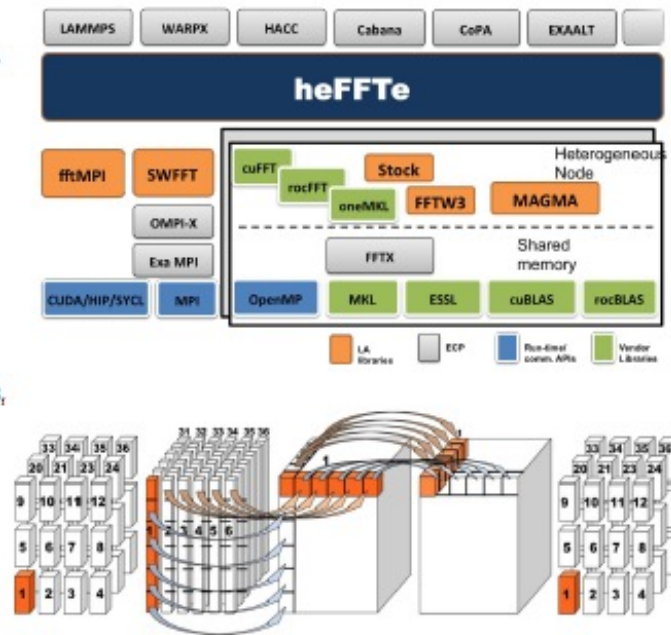 LAMMPS WARPX HACC Cabana CoPA EXAALT
heFFTe
Heterogeneous
Node
fftMPI SWFFT cuFFT rocFFT oneMKL Stock FFTW3 MAGMA
OMPI-X
Exa MPI FFTX Shared
memory
CUDA/HIP/SYCL MPI OpenMP MKL ESSL cuBLAS rocBLAS
LA
libraries
ECP
Run-time/
comm. APIs
Vendor
Libraries
31 32 33 34 35 36
33 34 35 36
20 21 23 24
9 10 11 12
5 6 7 8
1 2 3 4
1 2 3 4 5 6
1
1
33 34 35 36
20 21 23 24
9 10 11 12
5 6 7 8
1 2 3 4